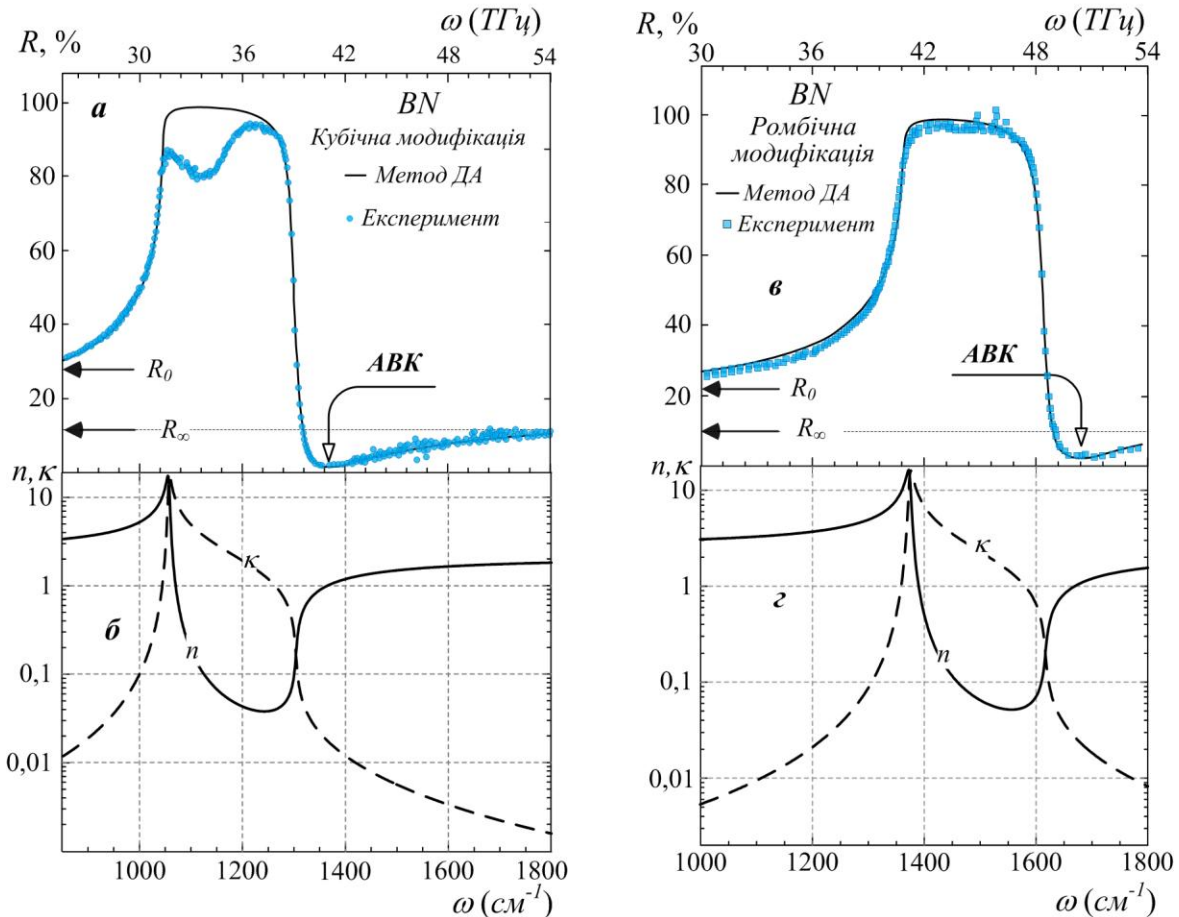 ω (ТГц)
R, %
30 36 42 48 54
а
BN
Кубічна модифікація
Метод ДА
Експеримент
100
80
60
40
20
R₀
R∞
АВК
n, κ
10
1
0,1
0,01
б
κ
n
1000 1200 1400 1600 1800
ω (см⁻¹)
ω (ТГц)
R, %
30 36 42 48 54
BN
Ромбічна
модифікація
Метод ДА
Експеримент
в
100
80
60
40
20
R₀
R∞
АВК
n,κ
10
1
0,1
0,01
г
κ
n
1000 1200 1400 1600 1800
ω (см⁻¹)